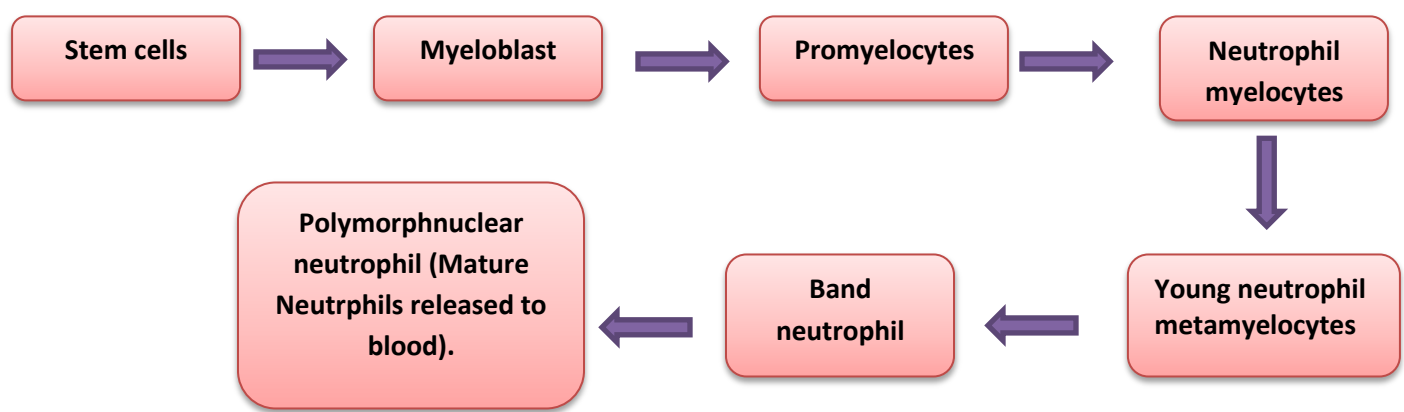 Stem cells
Myeloblast
Promyelocytes
Neutrophil
myelocytes
Young neutrophil
metamyelocytes
Band
neutrophil
Polymorphnuclear
neutrophil (Mature
Neutrphils released to
blood).